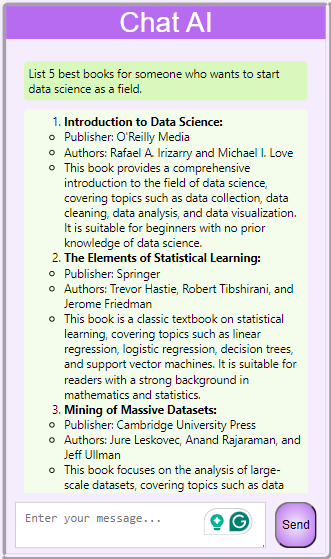 Chat AI
List 5 best books for someone who wants to start
data science as a field.
1. Introduction to Data Science:
Publisher: O'Reilly Media
Authors: Rafael A. Irizarry and Michael I. Love
This book provides a comprehensive
introduction to the field of data science,
covering topics such as data collection, data
cleaning, data analysis, and data visualization.
It is suitable for beginners with no prior
knowledge of data science.
2. The Elements of Statistical Learning:
Publisher: Springer
Authors: Trevor Hastie, Robert Tibshirani, and
Jerome Friedman
This book is a classic textbook on statistical
learning, covering topics such as linear
regression, logistic regression, decision trees,
and support vector machines. It is suitable for
readers with a strong background in
mathematics and statistics.
3. Mining of Massive Datasets:
Publisher: Cambridge University Press
Authors: Jure Leskovec, Anand Rajaraman, and
Jeff Ullman
This book focuses on the analysis of large-
scale datasets, covering topics such as data
Enter your message...
Send